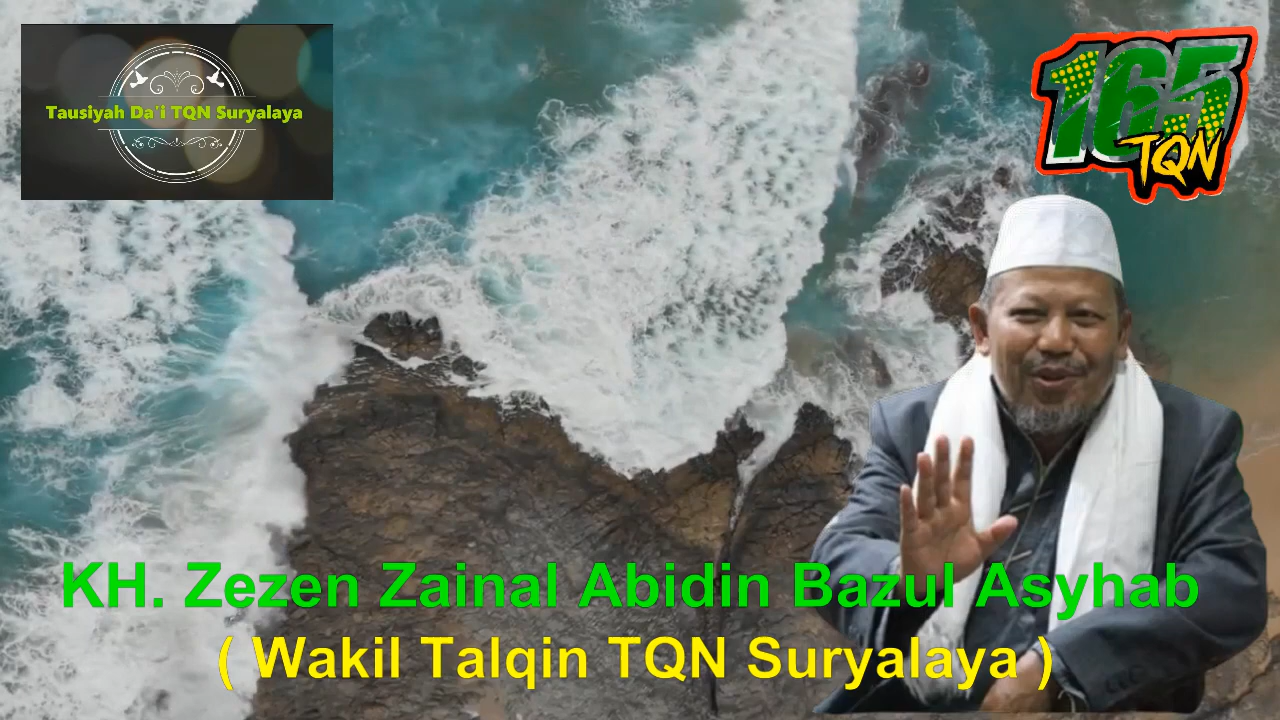 Tausiyah Da'i TQN Suryalaya
165
TQN
KH. Zezen Zainal Abidin Bazul Asyhab
( Wakil Talqin TQN Suryalaya )